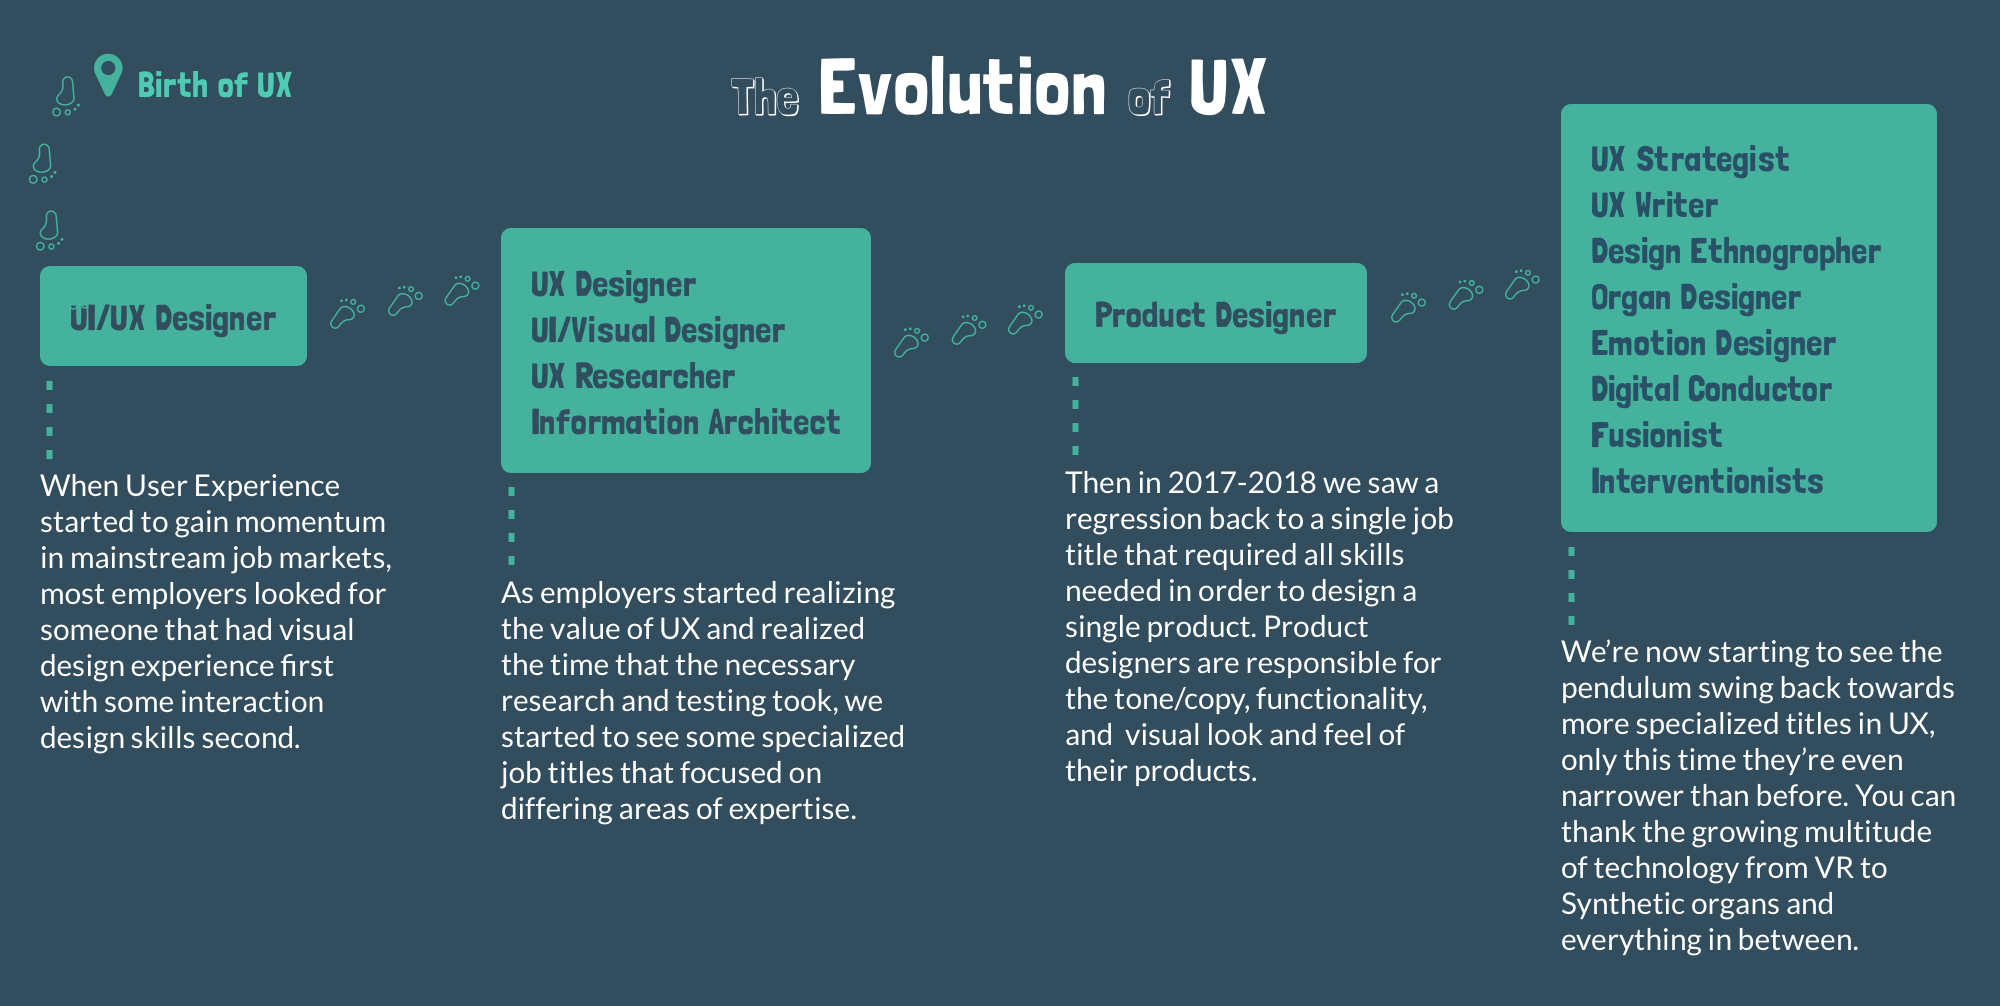 Birth of UX
The Evolution of UX
UI/UX Designer
When User Experience
started to gain momentum
in mainstream job markets,
most employers looked for
someone that had visual
design experience first
with some interaction
design skills second.
UX Designer
UI/Visual Designer
UX Researcher
Information Architect
As employers started realizing
the value of UX and realized
the time that the necessary
research and testing took, we
started to see some specialized
job titles that focused on
differing areas of expertise.
Product Designer
Then in 2017-2018 we saw a
regression back to a single job
title that required all skills
needed in order to design a
single product. Product
designers are responsible for
the tone/copy, functionality,
and  visual look and feel of
their products.
UX Strategist
UX Writer
Design Ethnogropher
Organ Designer
Emotion Designer
Digital Conductor
Fusionist
Interventionists
We’re now starting to see the
pendulum swing back towards
more specialized titles in UX,
only this time they’re even
narrower than before. You can
thank the growing multitude
of technology from VR to
Synthetic organs and
everything in between.